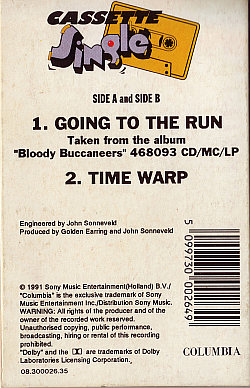 CASSETTE
Single
SIDE A and SIDE B
1. GOING TO THE RUN
Taken from the album
"Bloody Buccaneers" 468093 CD/MC/LP
2. TIME WARP
Engineered by John Sonneveld
Produced by Golden Earring and John Sonneveld
© 1991 Sony Music Entertainment(Holland) B.V./
"Columbia" is the exclusive trademark of Sony
Music Entertainment Inc./Distribution Sony Music.
WARNING: All rights of the producer and of the
owner of the recorded work reserved.
Unauthorised copying, public performance,
broadcasting, hiring or rental of this recording
prohibited.
"Dolby" and the are trademarks of Dolby
Laboratories Licensing Corporation.
08.300026.35
5 099730 002649
COLUMBIA